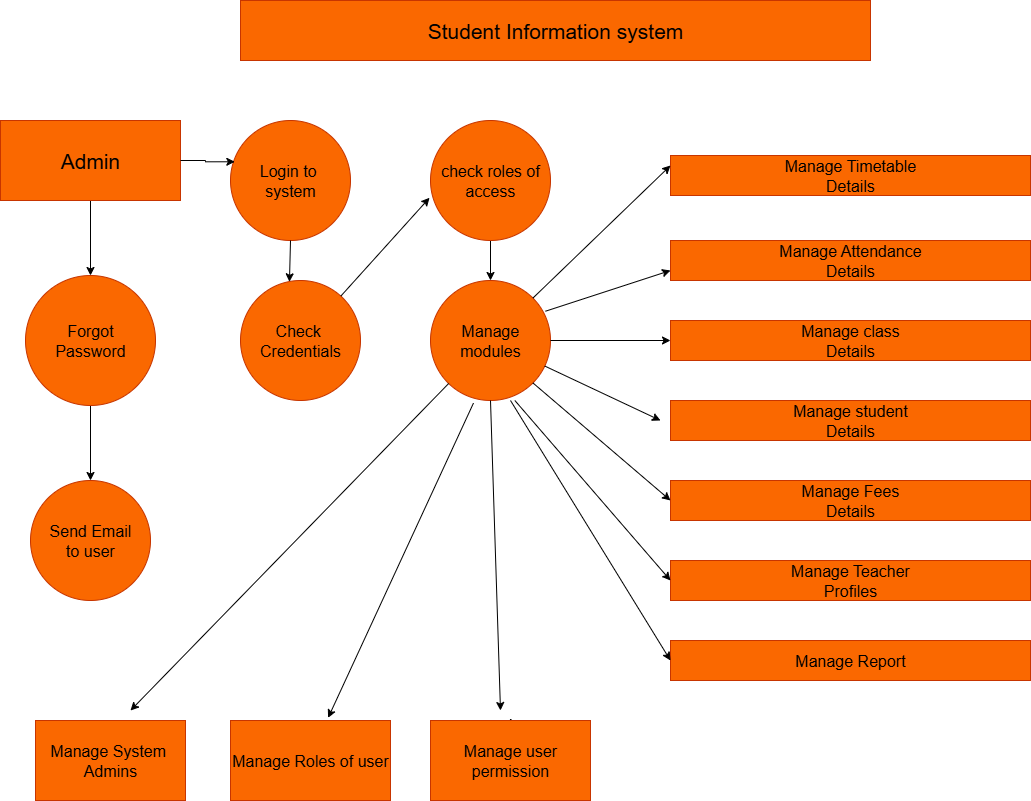 Student Information system
Admin
Login to
system
check roles of
access
Manage Timetable
Details
Manage Attendance
Details
Forgot
Password
Check
Credentials
Manage
modules
Manage class
Details
Manage student
Details
Manage Fees
Details
Send Email
to user
Manage Teacher
Profiles
Manage Report
Manage System
Admins
Manage Roles of user
Manage user
permission